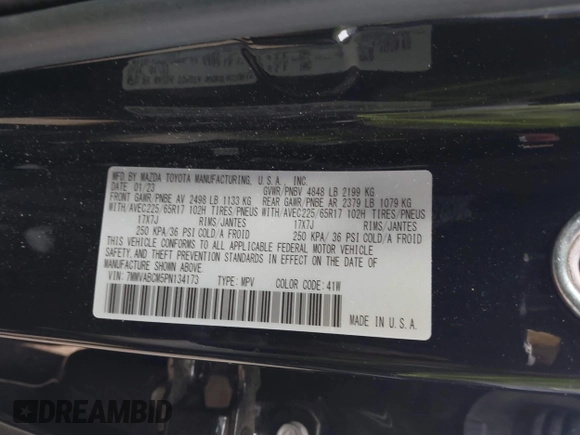 MFD. BY MAZDA TOYOTA MANUFACTURING, U.S.A., INC.
DATE: 01/23 GVWR/PNBV 4848 LB 2199 KG
FRONT GAWR/PNBE AV 2498 LB 1133 KG REAR GAWR/PNBE AR 2379 LB 1079 KG
WITH/AVEC225/65R17 102H TIRES/PNEUS WITH/AVEC225/65R17 102H TIRES/PNEUS
17X7J RIMS/JANTES 17X7J RIMS/JANTES
250 KPA/36 PSI COLD/A FROID 250 KPA/36 PSI COLD/A FROID
THIS VEHICLE CONFORMS TO ALL APPLICABLE FEDERAL MOTOR VEHICLE
SAFETY, BUMPER, AND THEFT PREVENTION STANDARDS IN EFFECT ON THE DATE OF
MANUFACTURE SHOWN ABOVE.
VIN: 7MMVABCM5PN134173 TYPE: MPV COLOR CODE: 41W
MADE IN U.S.A.
DREAMBID